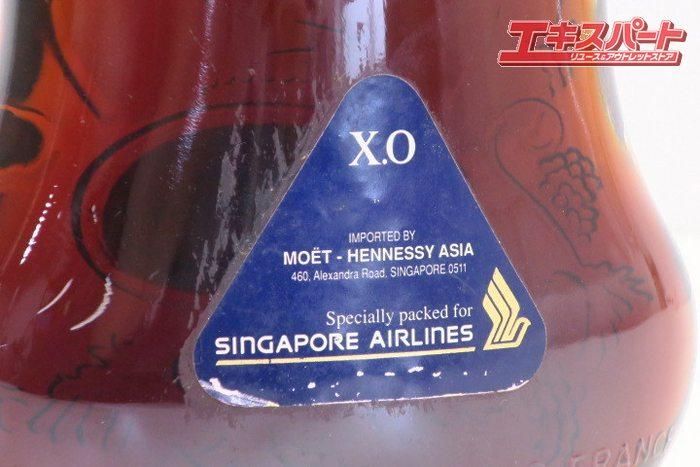 エキスパート
リユース&アウトレットストア
X.O
IMPORTED BY
MOËT - HENNESSY ASIA
460, Alexandra Road, SINGAPORE 0511
Specially packed for
SINGAPORE AIRLINES
FRANCE